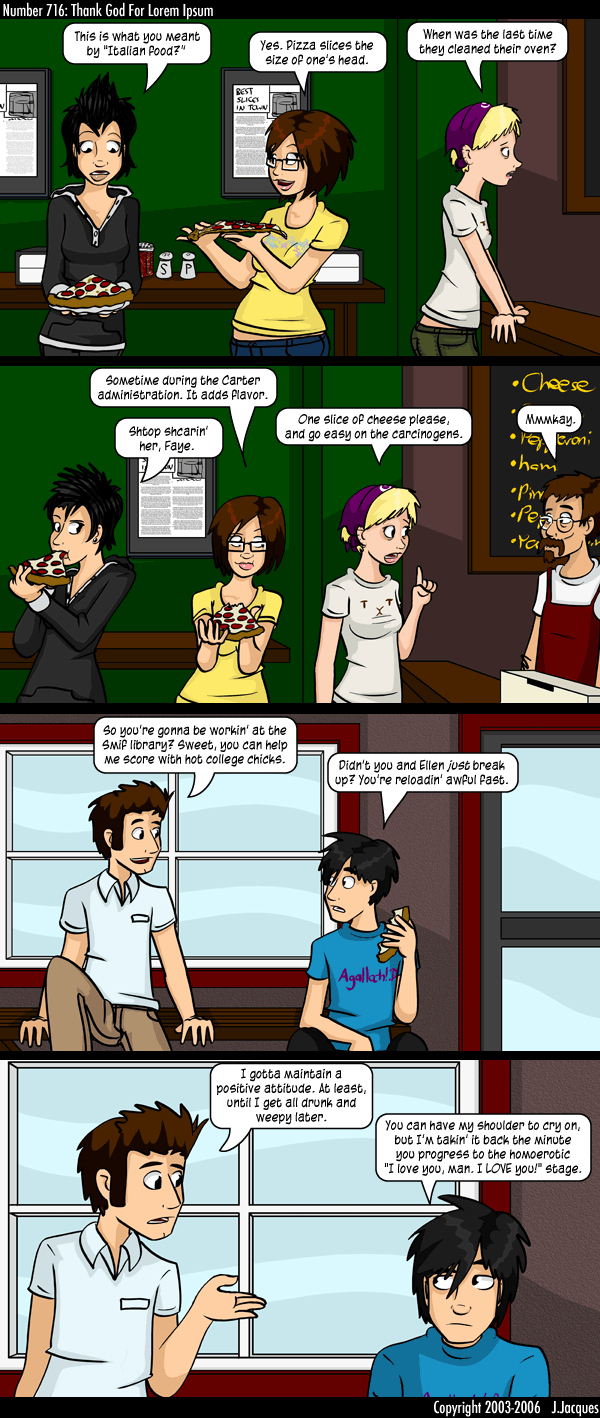 Number 716: Thank God For Lorem Ipsum
This is what you meant
by "Italian food?"
Yes. Pizza slices the
size of one's head.
When was the last time
they cleaned their oven?
BEST
SLICES
IN TOWN
S P
Sometime during the Carter
administration. It adds flavor.
Shtop shcarin'
her, Faye.
One slice of cheese please,
and go easy on the carcinogens.
Mmmkay.
• Cheese
• Pepperoni
• ham
So you're gonna be workin' at the
Smif library? Sweet, you can help
me score with hot college chicks.
Didn't you and Ellen just break
up? You're reloadin' awful fast.
Agalloch! :D
I gotta maintain a
positive attitude. At least,
until I get all drunk and
weepy later.
You can have my shoulder to cry on,
but I'm takin' it back the minute
you progress to the homoerotic
"I love you, man. I LOVE you!" stage.
Copyright 2003-2006 J.Jacques